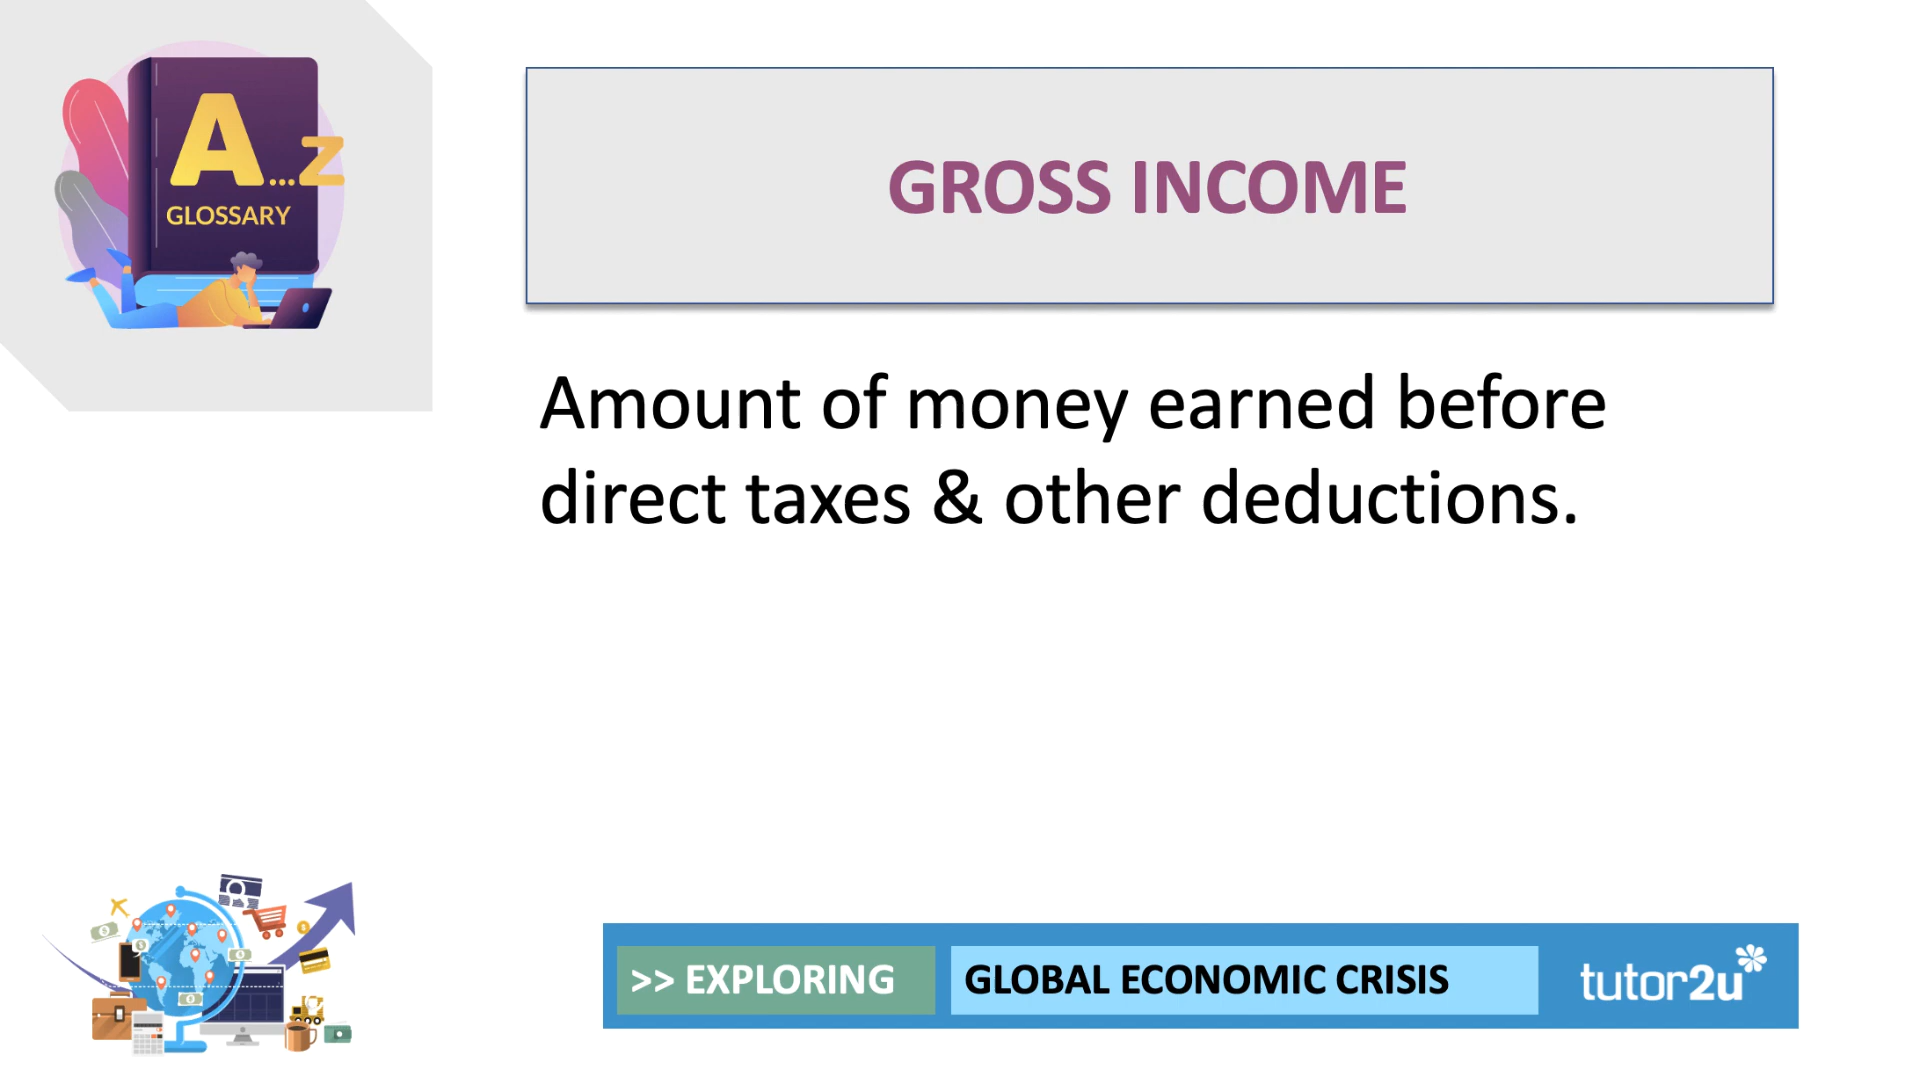 A...Z
GLOSSARY
GROSS INCOME
Amount of money earned before
direct taxes & other deductions.
>> EXPLORING
GLOBAL ECONOMIC CRISIS
tutor2u